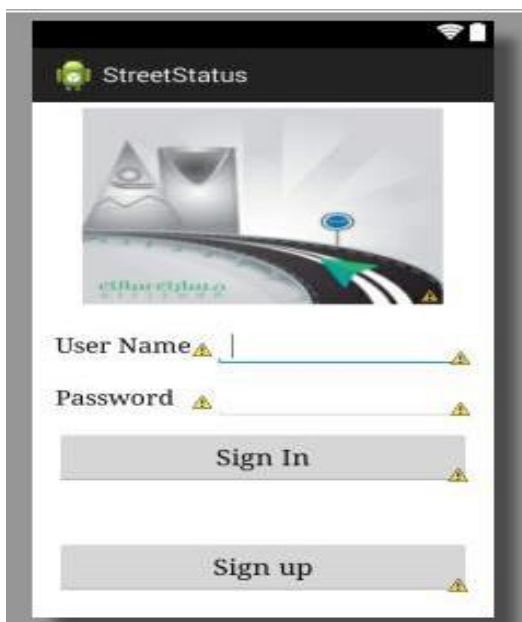 StreetStatus
User Name
Password
Sign In
Sign up